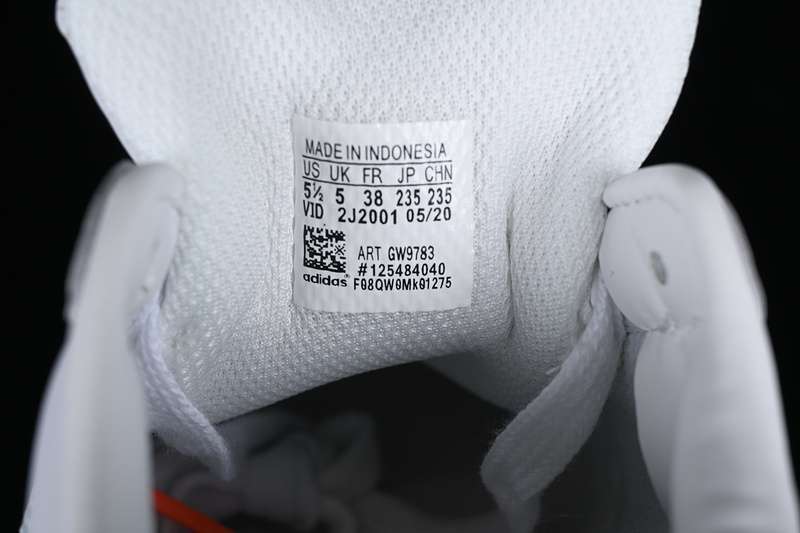 MADE IN INDONESIA
US UK FR JP CHN
5½ 5 38 235 235
VID 2J2001 05/20
ART GW9783
#125484040
adidas F08QW0Mk01275